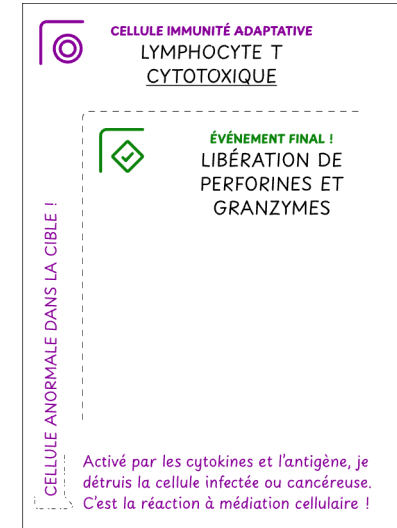 CELLULE IMMUNITÉ ADAPTATIVE
LYMPHOCYTE T
CYTOTOXIQUE
ÉVÉNEMENT FINAL !
LIBÉRATION DE
PERFORINES ET
GRANZYMES
CELLULE ANORMALE DANS LA CIBLE !
Activé par les cytokines et l'antigène, je
détruis la cellule infectée ou cancéreuse.
C'est la réaction à médiation cellulaire !